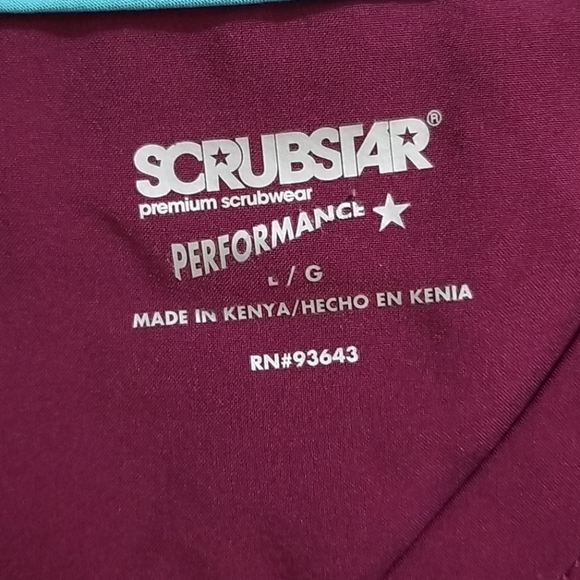 SCRUBSTAR®
premium scrubwear
PERFORMANCE
L / G
MADE IN KENYA/HECHO EN KENIA
RN#93643